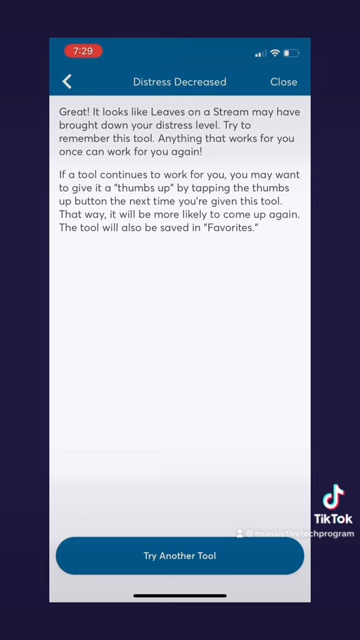 7:29
Distress Decreased
Close
Great! It looks like Leaves on a Stream may have
brought down your distress level. Try to
remember this tool. Anything that works for you
once can work for you again!
If a tool continues to work for you, you may want
to give it a "thumbs up" by tapping the thumbs
up button the next time you're given this tool.
That way, it will be more likely to come up again.
The tool will also be saved in "Favorites."
TikTok
@ miassistivetechprogram
Try Another Tool